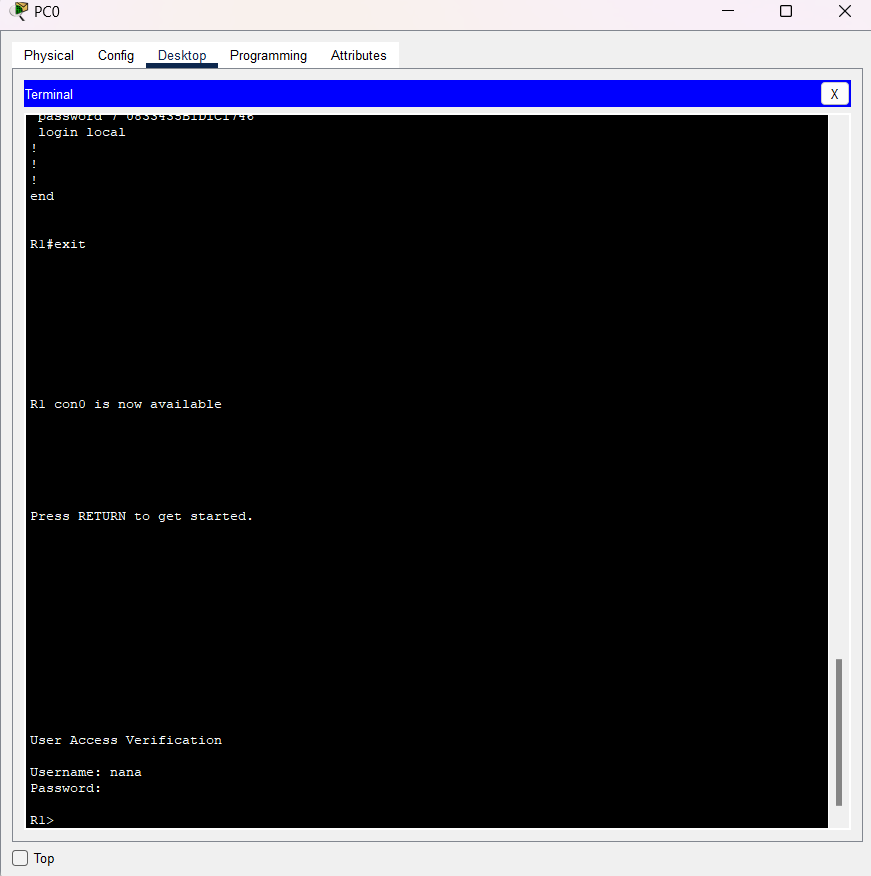 PC0
Physical Config Desktop Programming Attributes
Terminal X
password 7
login local
!
!
!
end
R1#exit
R1 con0 is now available
Press RETURN to get started.
User Access Verification
Username: nana
Password:
R1>
Top